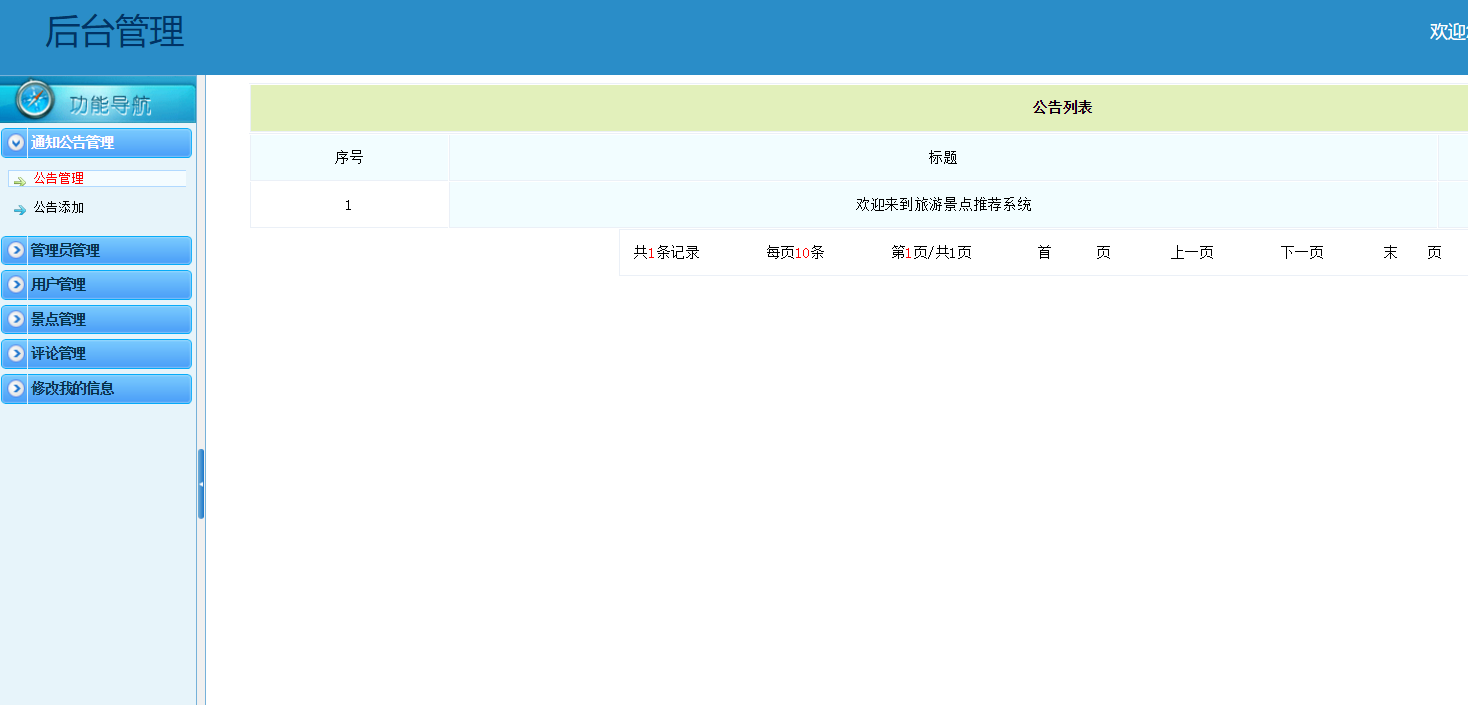 后台管理
欢迎
功能导航
通知公告管理
公告管理
公告添加
管理员管理
用户管理
景点管理
评论管理
修改我的信息
公告列表
序号 标题
1 欢迎来到旅游景点推荐系统
共1条记录 每页10条 第1页/共1页 首 页 上一页 下一页 末 页